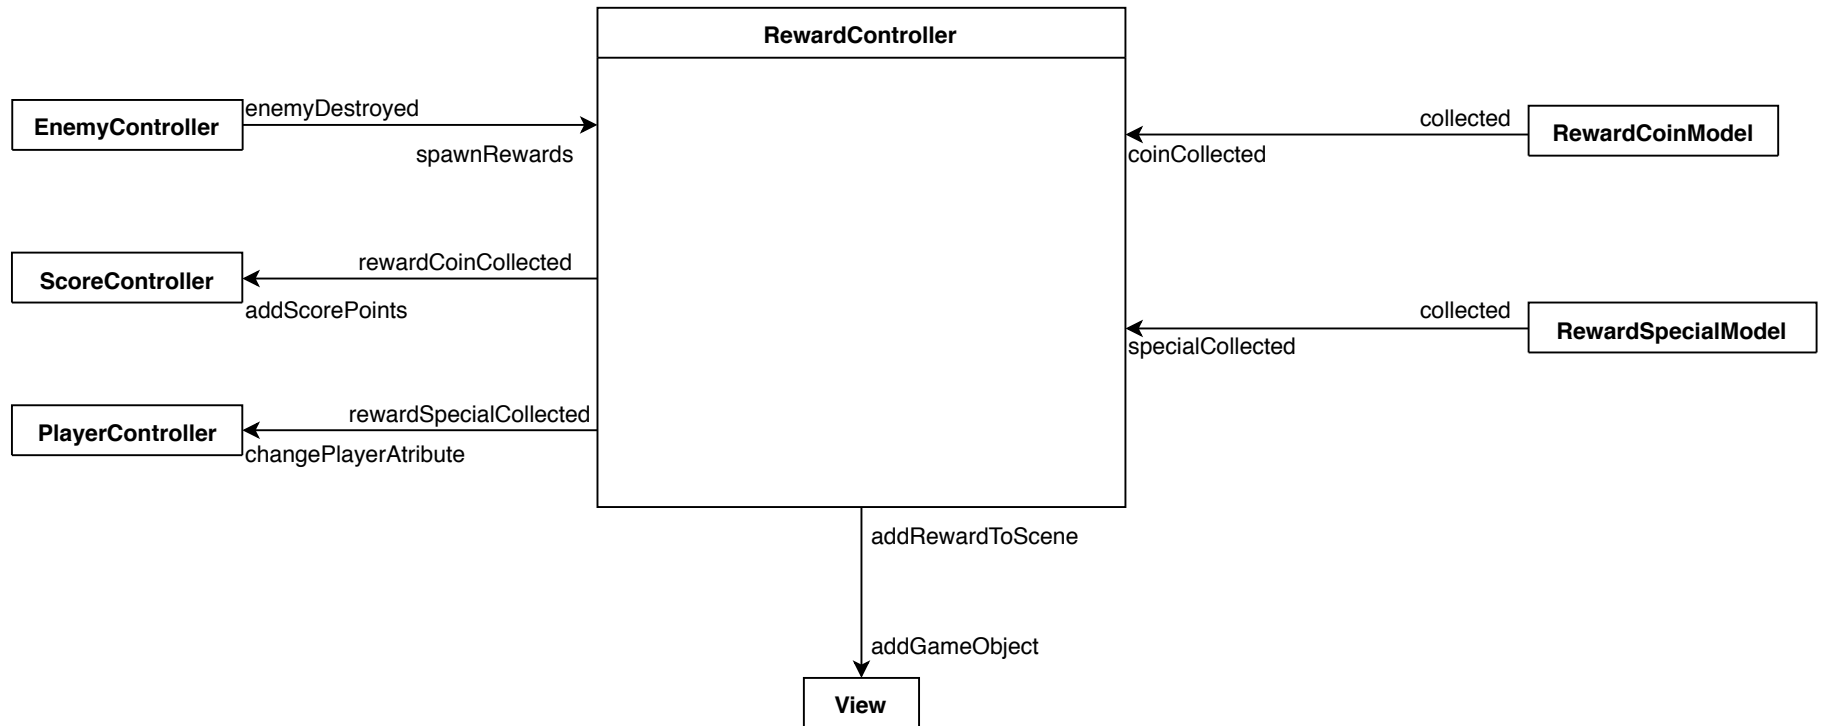 RewardController
enemyDestroyed
EnemyController
spawnRewards
collected
RewardCoinModel
coinCollected
rewardCoinCollected
ScoreController
addScorePoints
collected
RewardSpecialModel
specialCollected
rewardSpecialCollected
PlayerController
changePlayerAtribute
addRewardToScene
addGameObject
View